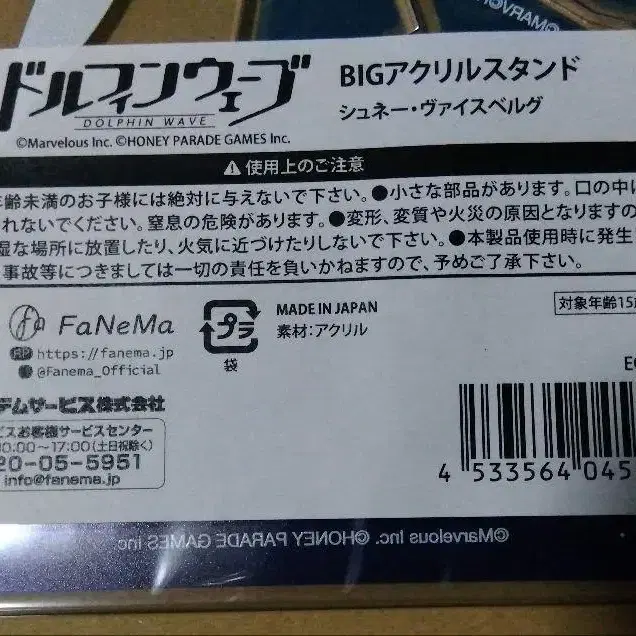 ©MARV
ドルフィンウェーブ
DOLPHIN WAVE
BIGアクリルスタンド
シュネー・ヴァイスベルグ
©Marvelous Inc. ©HONEY PARADE GAMES Inc.
使用上のご注意
年齢未満のお子様には絶対に与えないで下さい。●小さな部品があります。口の中に
れないでください。窒息の危険があります。●変形、変質や火災の原因となりますの
湿な場所に放置したり、火気に近づけたりしないで下さい。●本製品使用時に発生
事故等につきましては一切の責任を負いかねますので、予めご了承下さい。
FaNeMa
HP https://fanema.jp
@Fanema_Official
プラ
袋
MADE IN JAPAN
素材:アクリル
対象年齢15
テムサービス株式会社
ビスお客様サービスセンター
0:00〜17:00(土日祝除く)
20-05-5951
info@fanema.jp
4 533564 045
©Marvelous Inc. ©HONEY PARADE GAMES Inc.